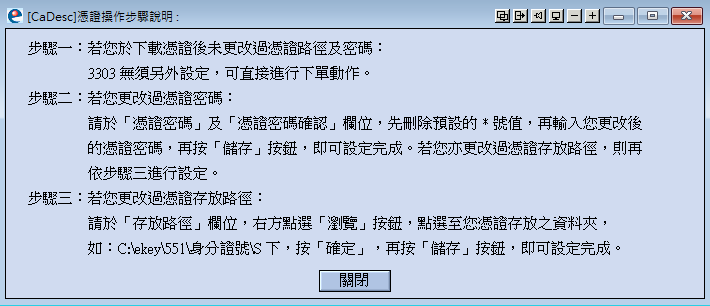 [CaDesc]憑證操作步驟說明 :
步驟一：若您於下載憑證後未更改過憑證路徑及密碼：
3303 無須另外設定，可直接進行下單動作。
步驟二：若您更改過憑證密碼：
請於「憑證密碼」及「憑證密碼確認」欄位，先刪除預設的 * 號值，再輸入您更改後
的憑證密碼，再按「儲存」按鈕，即可設定完成。若您亦更改過憑證存放路徑，則再
依步驟三進行設定。
步驟三：若您更改過憑證存放路徑：
請於「存放路徑」欄位，右方點選「瀏覽」按鈕，點選至您憑證存放之資料夾，
如：C:\ekey\551\身分證號\S 下，按「確定」，再按「儲存」按鈕，即可設定完成。
關閉